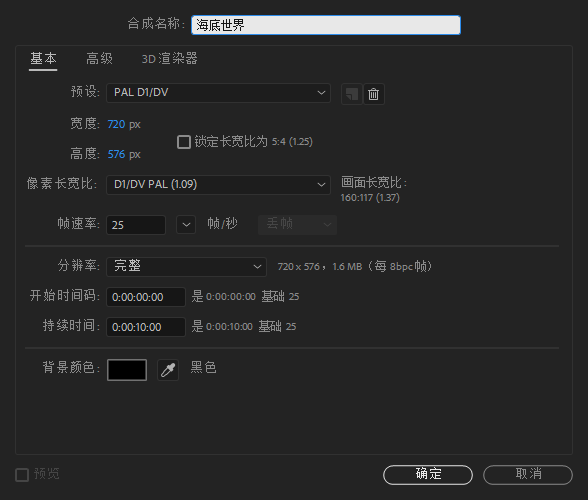 合成名称: 海底世界
基本 高级 3D 渲染器
预设: PAL D1/DV
宽度: 720 px
锁定长宽比为 5:4 (1.25)
高度: 576 px
像素长宽比: D1/DV PAL (1.09) 画面长宽比:
160:117 (1.37)
帧速率: 25 帧/秒 丢帧
分辨率: 完整 720 x 576，1.6 MB（每 8bpc 帧）
开始时间码: 0:00:00:00 是 0:00:00:00 基础 25
持续时间: 0:00:10:00 是 0:00:10:00 基础 25
背景颜色: 黑色
预览 确定 取消